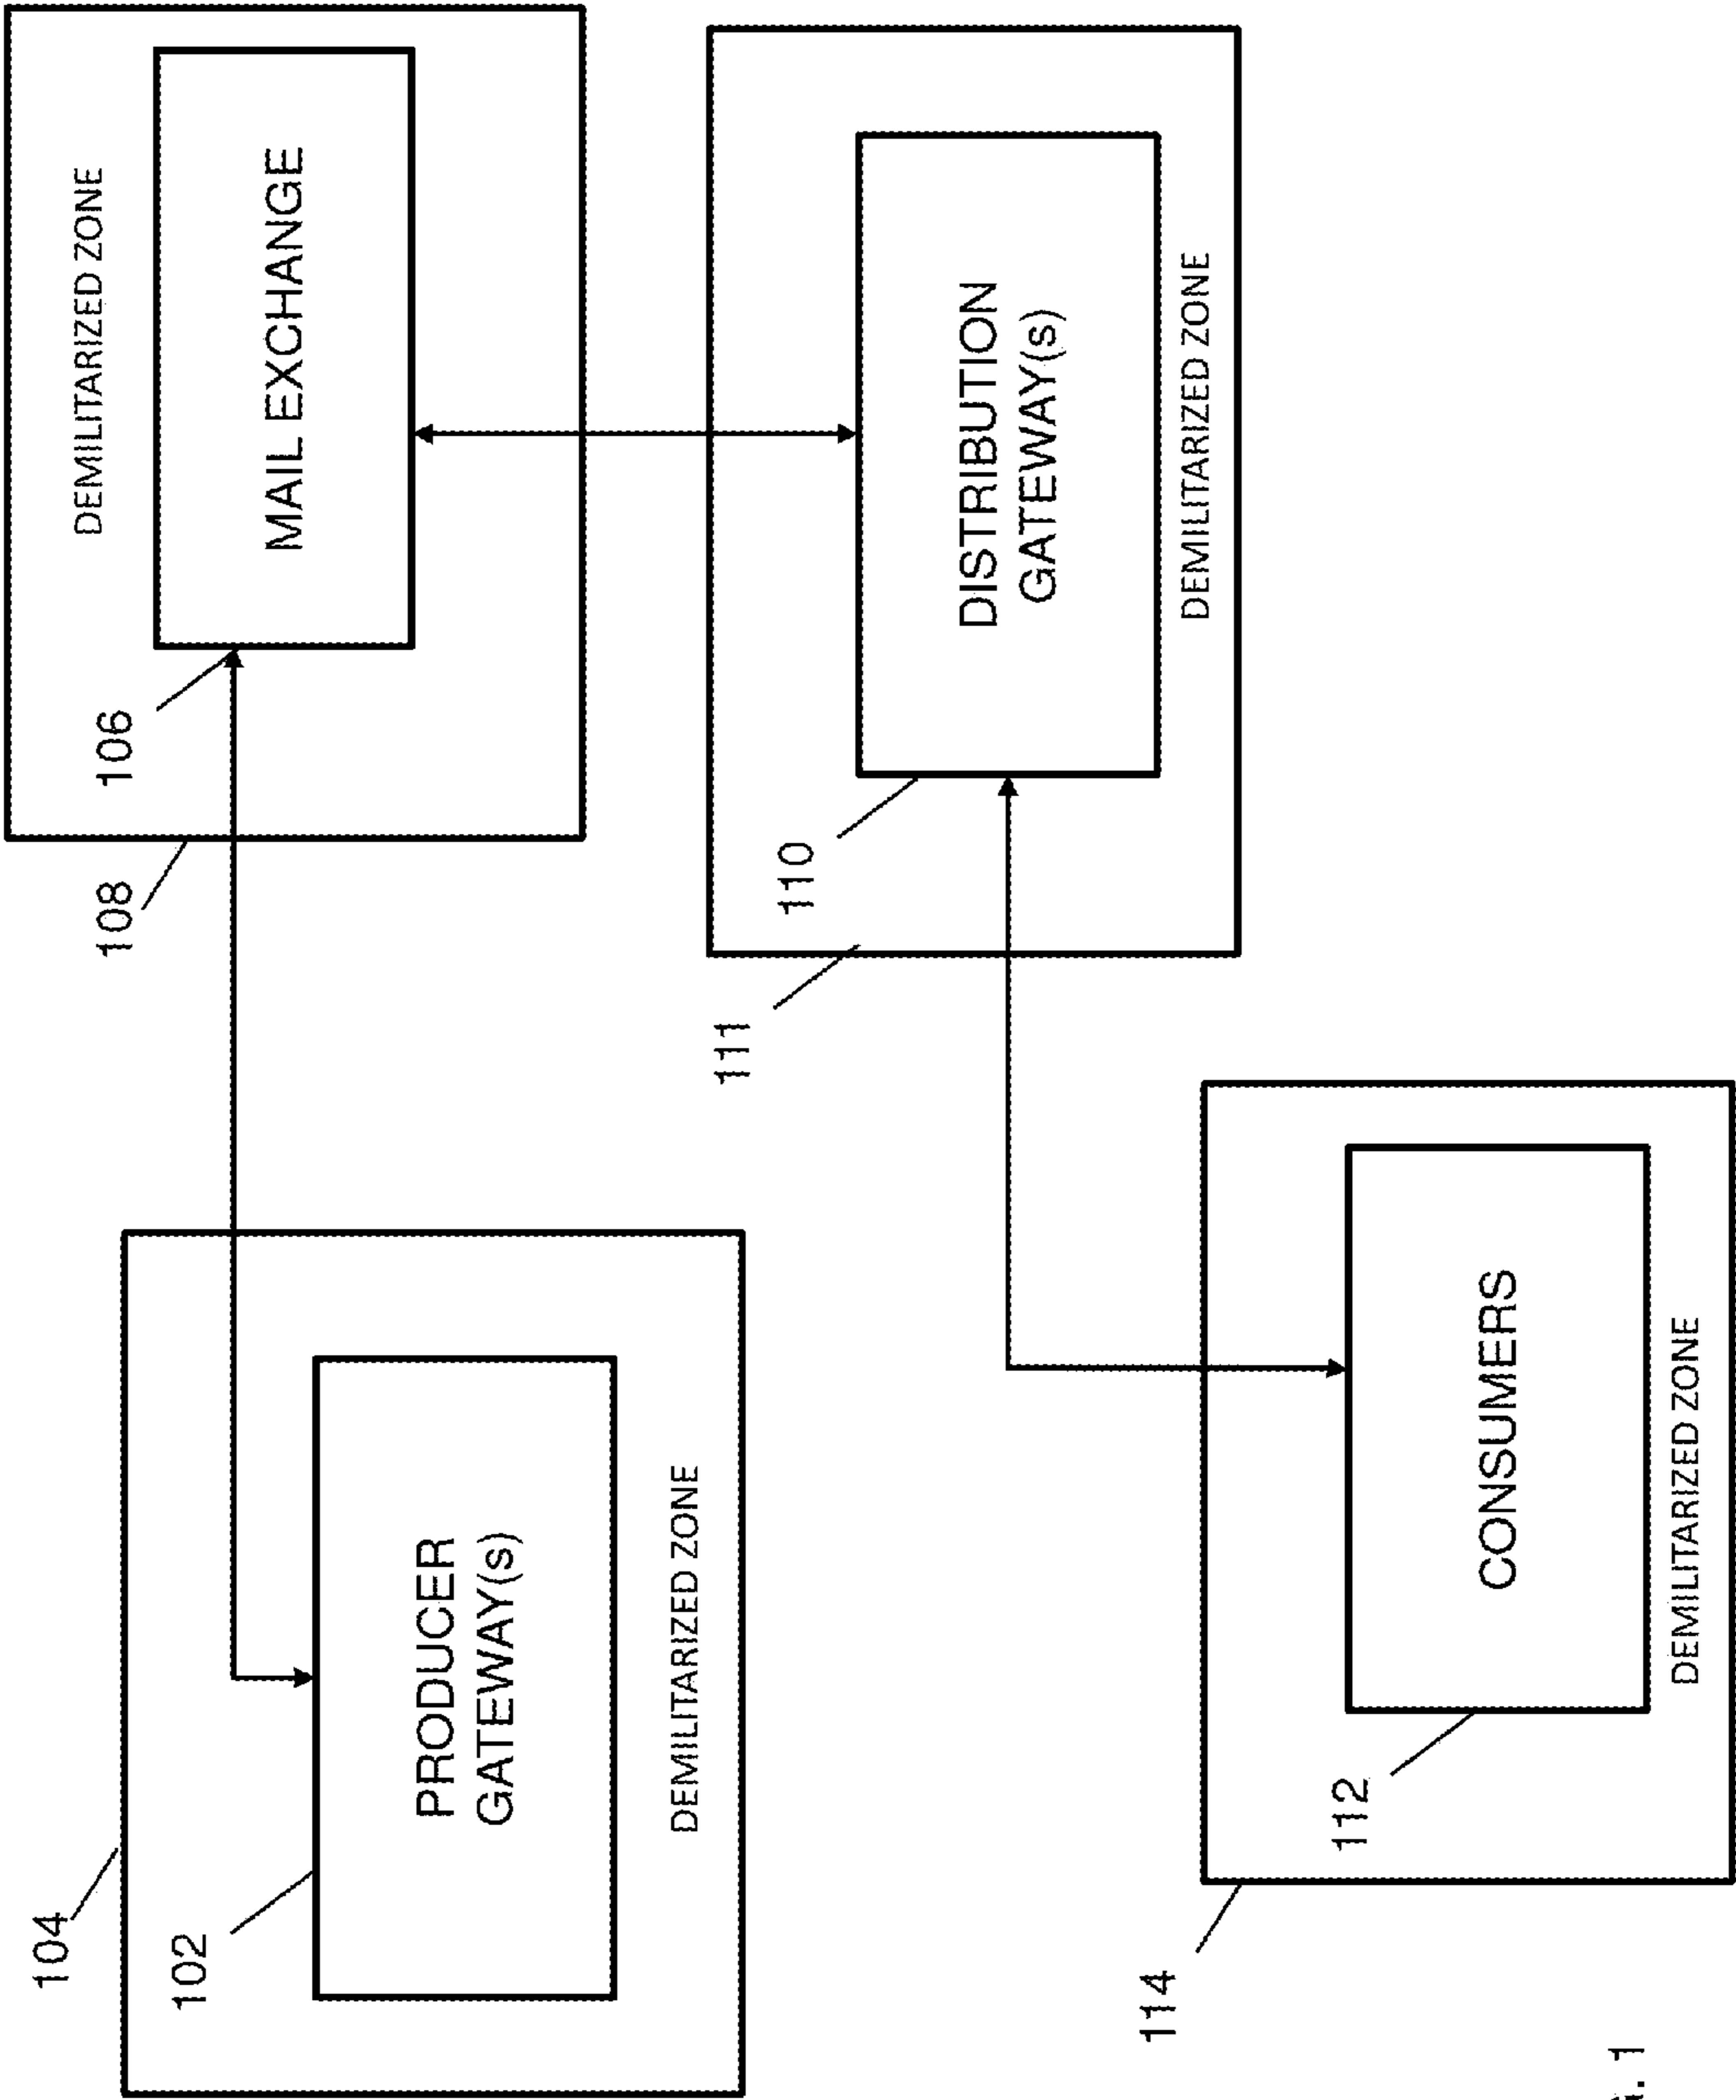 104
DEMILITARIZED ZONE
108
106
102
MAIL EXCHANGE
PRODUCER
GATEWAY(s)
DEMILITARIZED ZONE
111
110
DISTRIBUTION
GATEWAY(s)
114
DEMILITARIZED ZONE
112
CONSUMERS
. 1
DEMILITARIZED ZONE